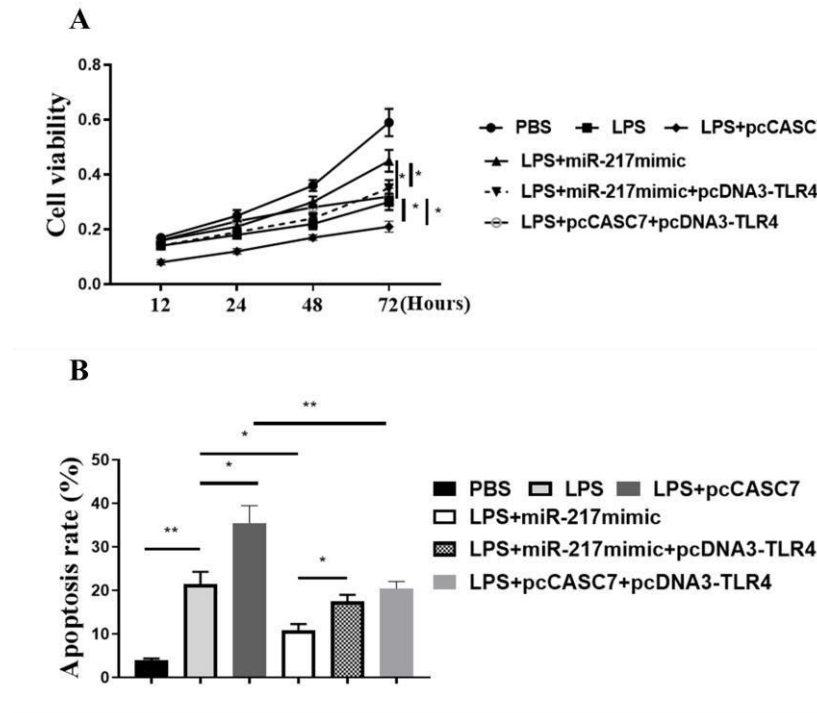 A
Cell viability
0.8
0.6
0.4
0.2
0.0
12 24 48 72(Hours)
* *
* *
PBS LPS LPS+pcCASC
LPS+miR-217mimic
LPS+miR-217mimic+pcDNA3-TLR4
LPS+pcCASC7+pcDNA3-TLR4
B
Apoptosis rate (%)
50
40
30
20
10
0
**
*
*
**
*
PBS LPS LPS+pcCASC7
LPS+miR-217mimic
LPS+miR-217mimic+pcDNA3-TLR4
LPS+pcCASC7+pcDNA3-TLR4